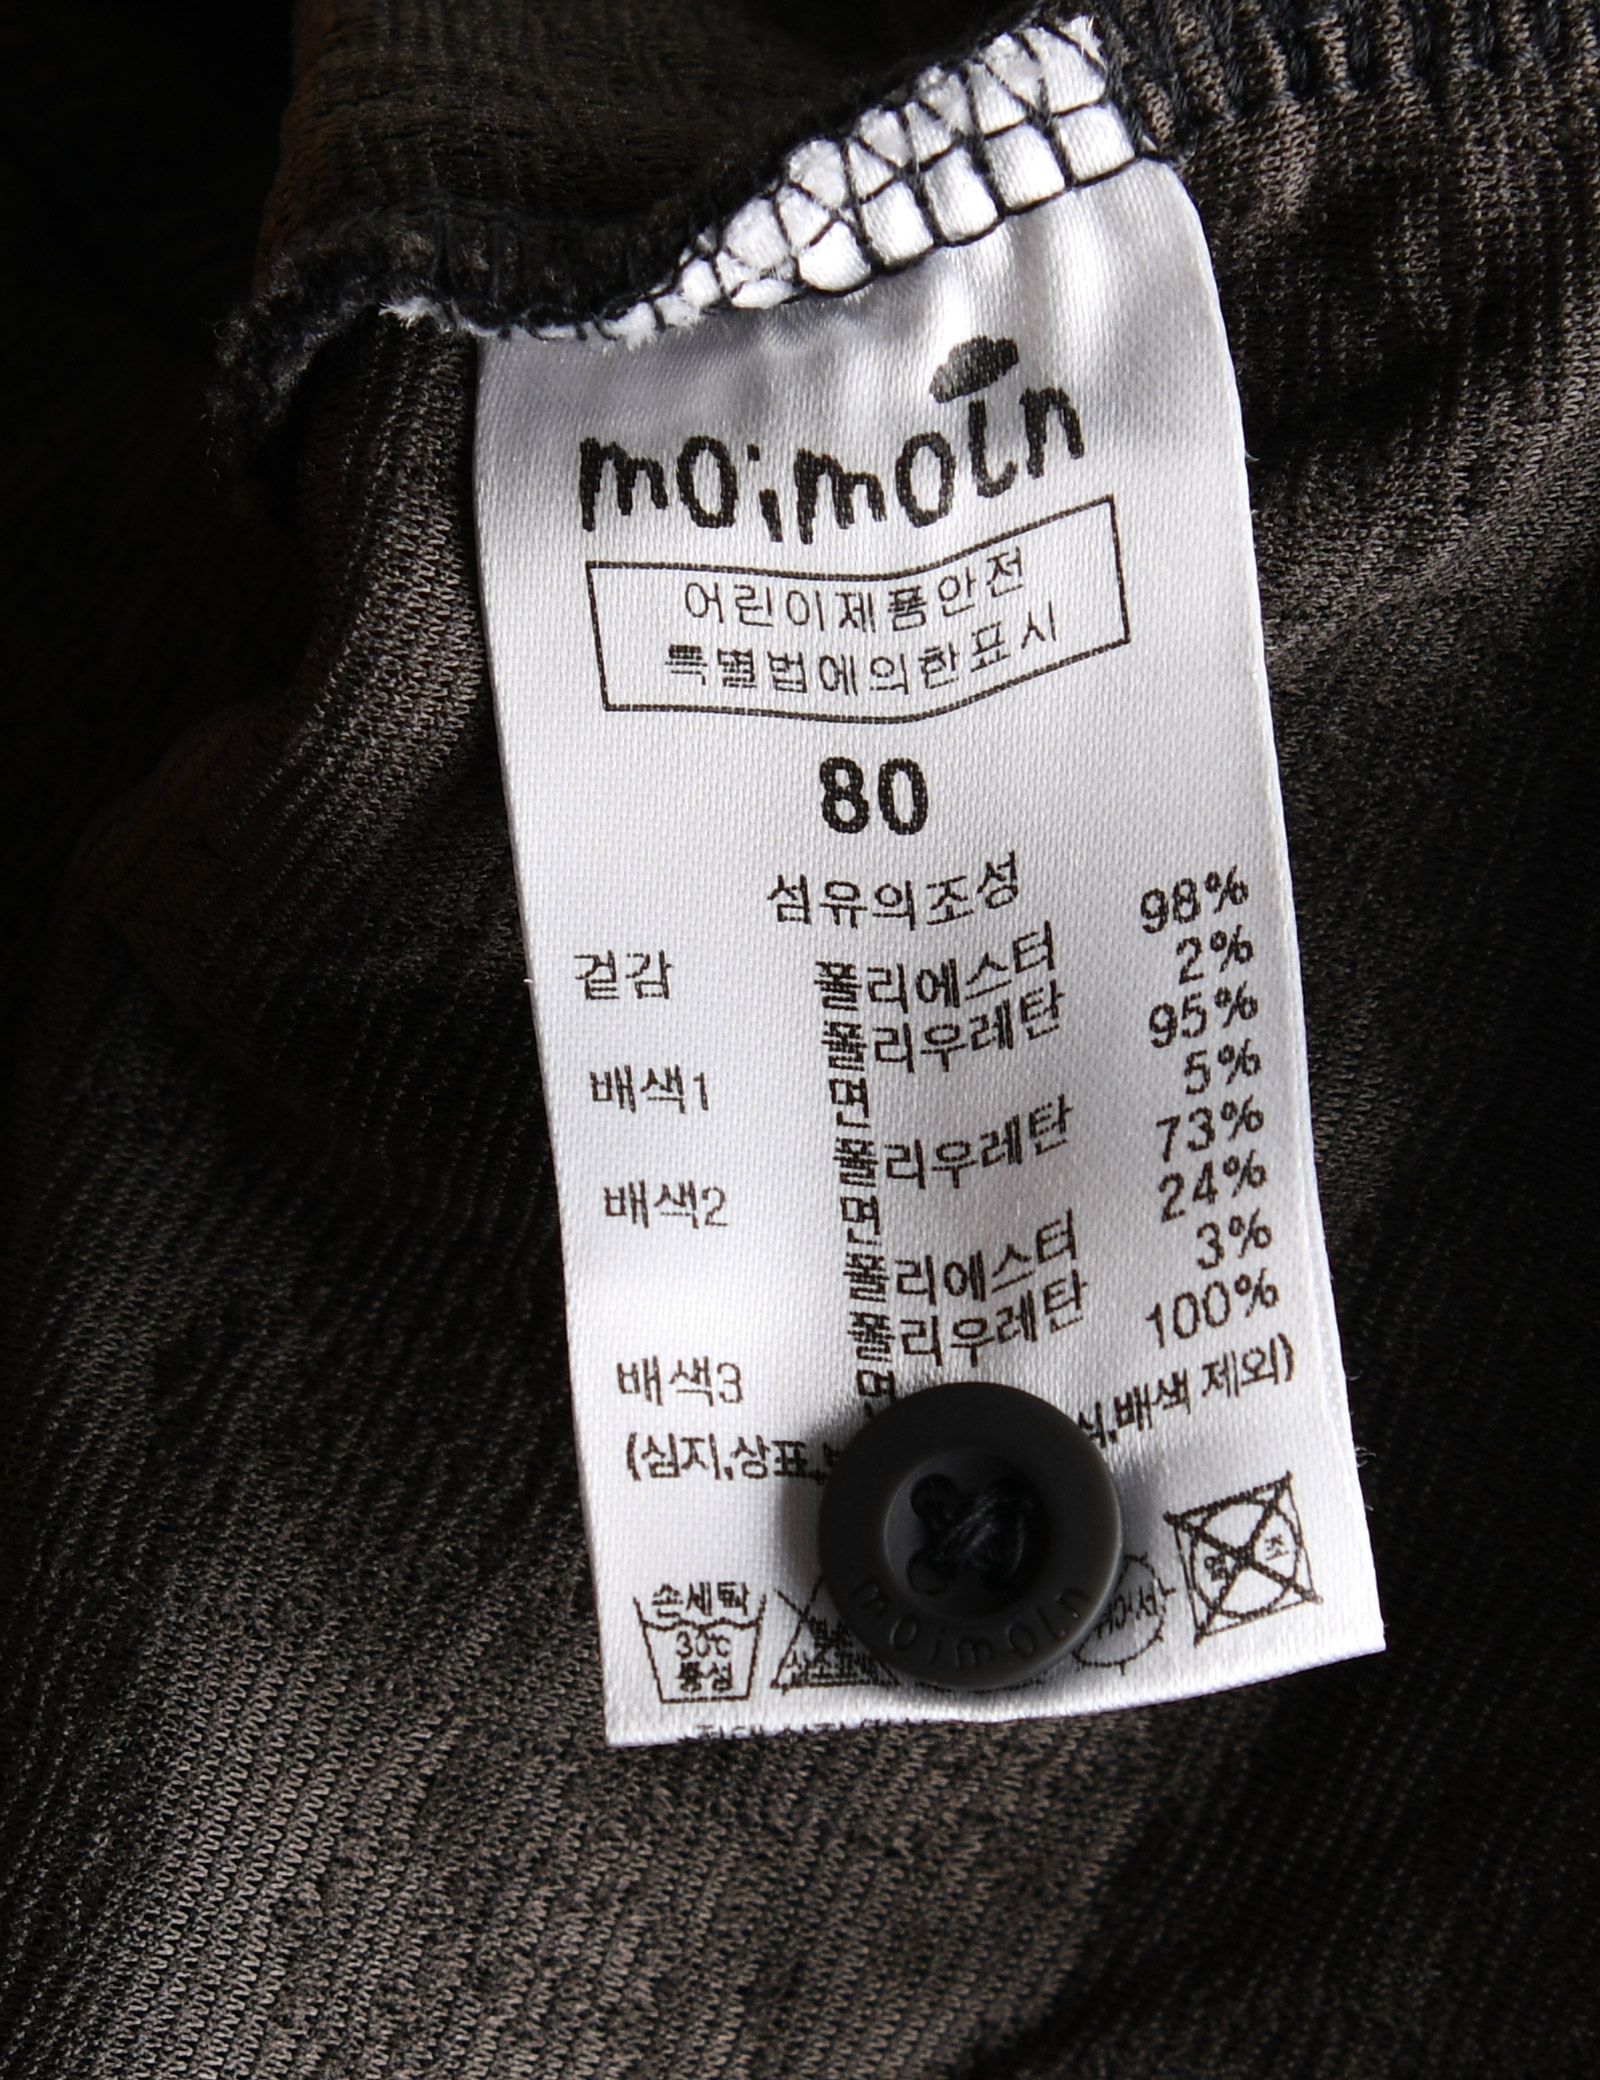 moimoln
어린이제품안전
특별법에의한표시
80
섬유의조성
겉감 폴리에스터 98%
폴리우레탄 2%
배색1 면 95%
폴리우레탄 5%
배색2 면 73%
폴리에스터 24%
폴리우레탄 3%
배색3 면 100%
(심지,상표, 식,배색 제외)
손세탁
30℃
중성
moimoln